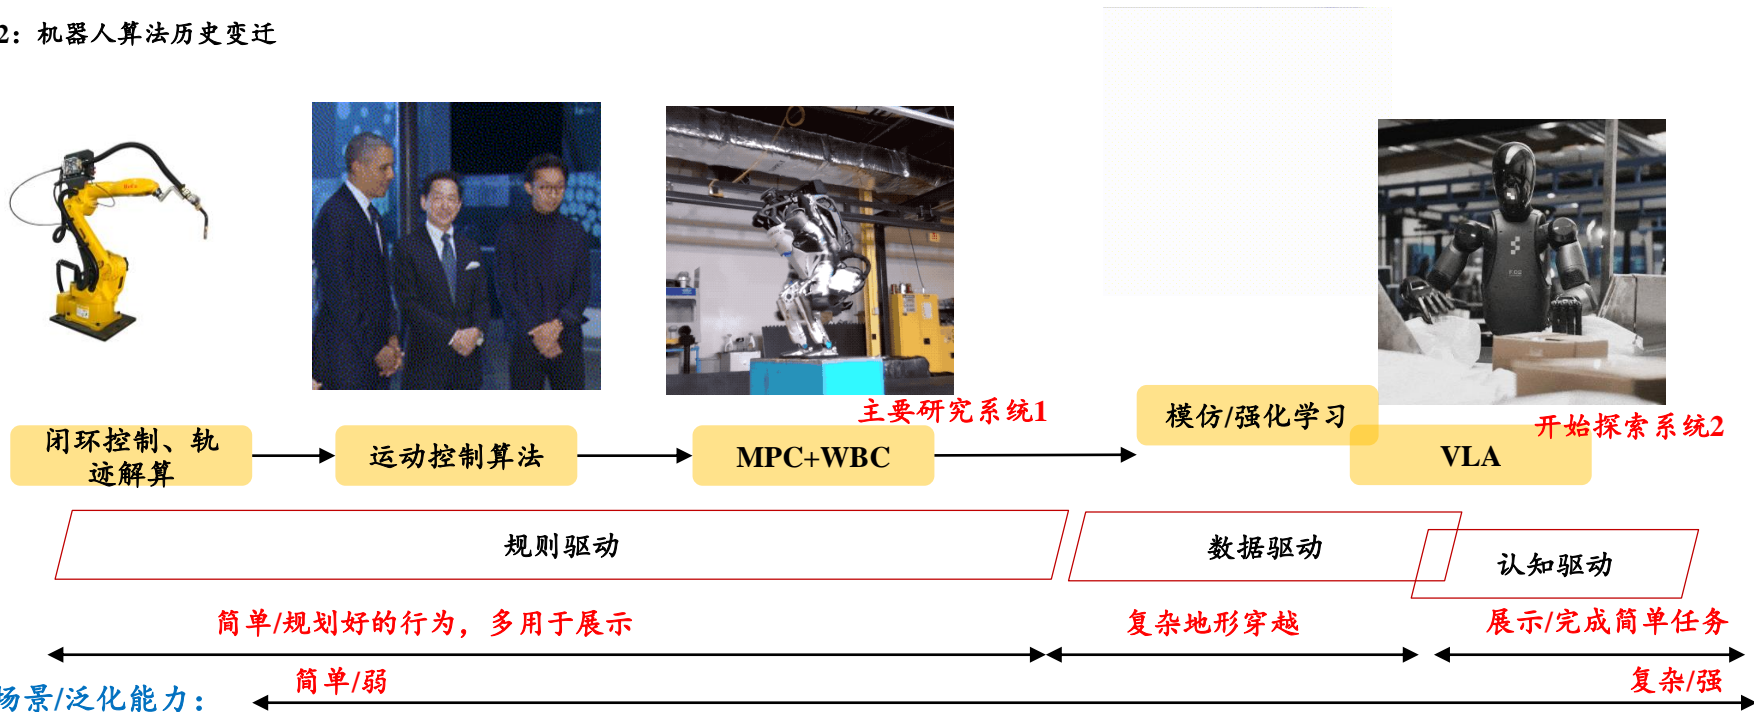 2：机器人算法历史变迁
主要研究系统1
开始探索系统2
闭环控制、轨
迹解算
运动控制算法
MPC+WBC
模仿/强化学习
VLA
规则驱动
数据驱动
认知驱动
简单/规划好的行为，多用于展示
复杂地形穿越
展示/完成简单任务
场景/泛化能力：
简单/弱
复杂/强